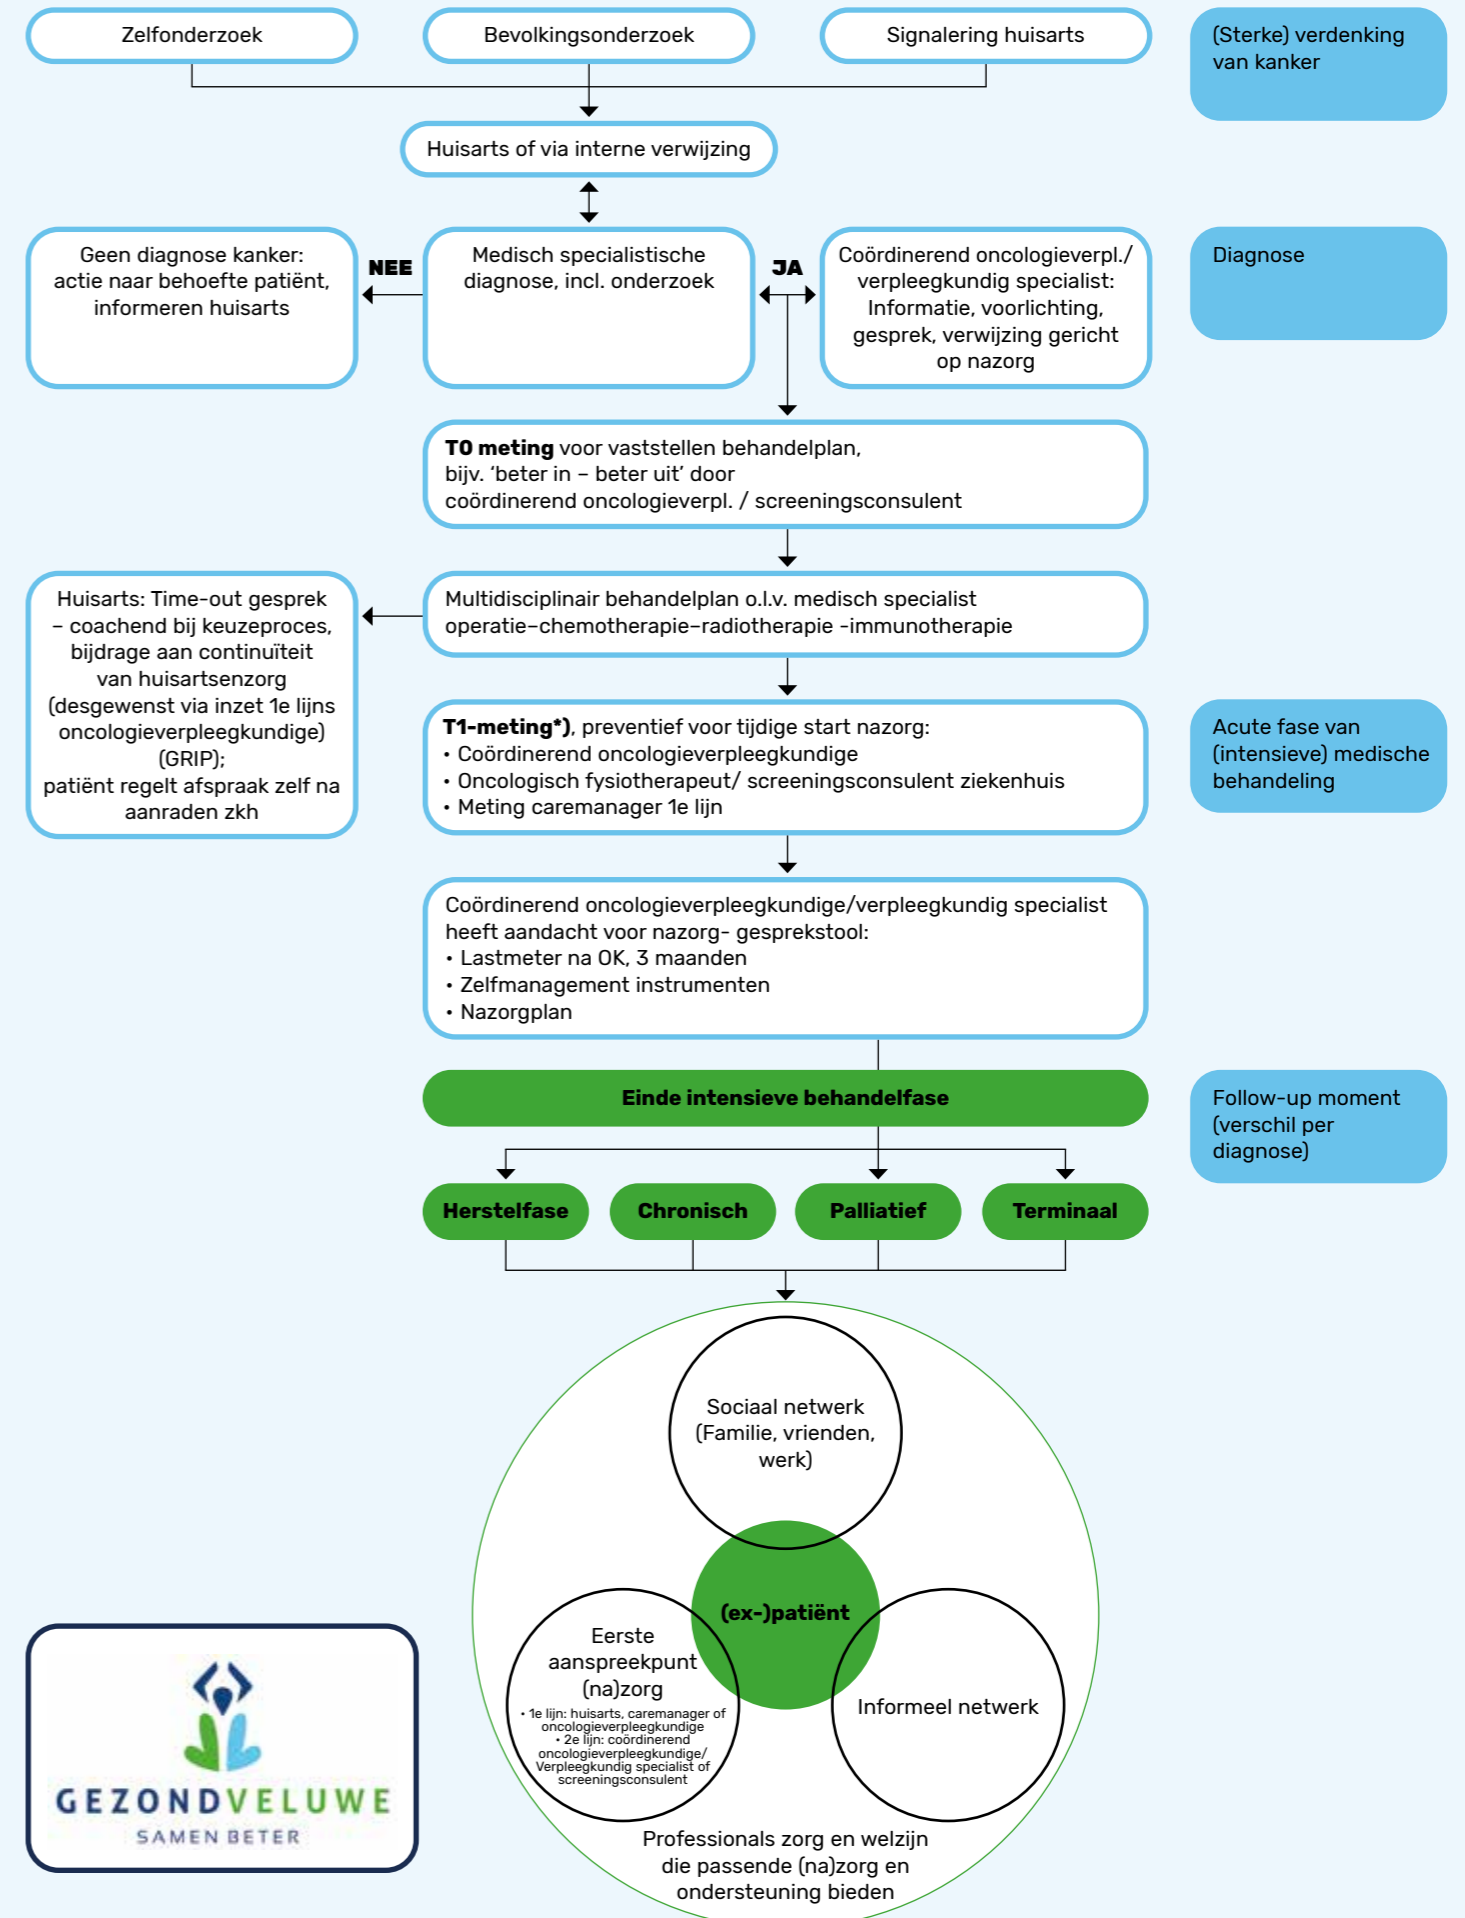 Zelfonderzoek
Bevolkingsonderzoek
Signalering huisarts
(Sterke) verdenking
van kanker
Huisarts of via interne verwijzing
Geen diagnose kanker:
actie naar behoefte patiënt,
informeren huisarts
NEE
Medisch specialistische
diagnose, incl. onderzoek
JA
Coördinerend oncologieverpl./
verpleegkundig specialist:
Informatie, voorlichting,
gesprek, verwijzing gericht
op nazorg
Diagnose
T0 meting voor vaststellen behandelplan,
bijv. ‘beter in – beter uit’ door
coördinerend oncologieverpl. / screeningsconsulent
Huisarts: Time-out gesprek
– coachend bij keuzeproces,
bijdrage aan continuïteit
van huisartsenzorg
(desgewenst via inzet 1e lijns
oncologieverpleegkundige)
(GRIP);
patiënt regelt afspraak zelf na
aanraden zkh
Multidisciplinair behandelplan o.l.v. medisch specialist
operatie–chemotherapie–radiotherapie -immunotherapie
T1-meting*), preventief voor tijdige start nazorg:
• Coördinerend oncologieverpleegkundige
• Oncologisch fysiotherapeut/ screeningsconsulent ziekenhuis
• Meting caremanager 1e lijn
Acute fase van
(intensieve) medische
behandeling
Coördinerend oncologieverpleegkundige/verpleegkundig specialist
heeft aandacht voor nazorg- gesprekstool:
• Lastmeter na OK, 3 maanden
• Zelfmanagement instrumenten
• Nazorgplan
Einde intensieve behandelfase
Follow-up moment
(verschil per
diagnose)
Herstelfase
Chronisch
Palliatief
Terminaal
Sociaal netwerk
(Familie, vrienden,
werk)
(ex-)patiënt
Eerste
aanspreekpunt
(na)zorg
• 1e lijn: huisarts, caremanager of
oncologieverpleegkundige
• 2e lijn: coördinerend
oncologieverpleegkundige/
Verpleegkundig specialist of
screeningsconsulent
Informeel netwerk
Professionals zorg en welzijn
die passende (na)zorg en
ondersteuning bieden
GEZONDVELUWE
SAMEN BETER